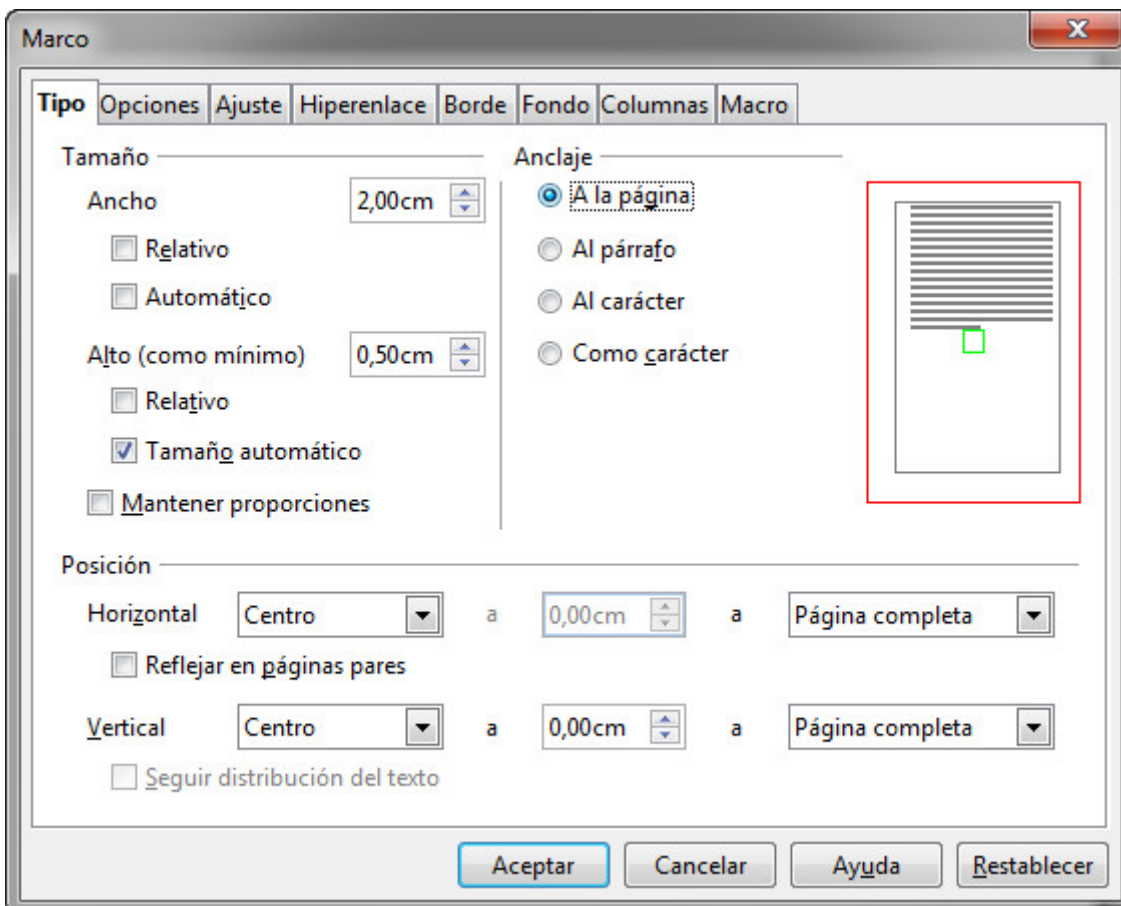 Marco
Tipo Opciones Ajuste Hiperenlace Borde Fondo Columnas Macro
Tamaño
Ancho 2,00cm
Relativo
Automático
Alto (como mínimo) 0,50cm
Relativo
Tamaño automático
Mantener proporciones
Anclaje
A la página
Al párrafo
Al carácter
Como carácter
Posición
Horizontal Centro a 0,00cm a Página completa
Reflejar en páginas pares
Vertical Centro a 0,00cm a Página completa
Seguir distribución del texto
Aceptar Cancelar Ayuda Restablecer